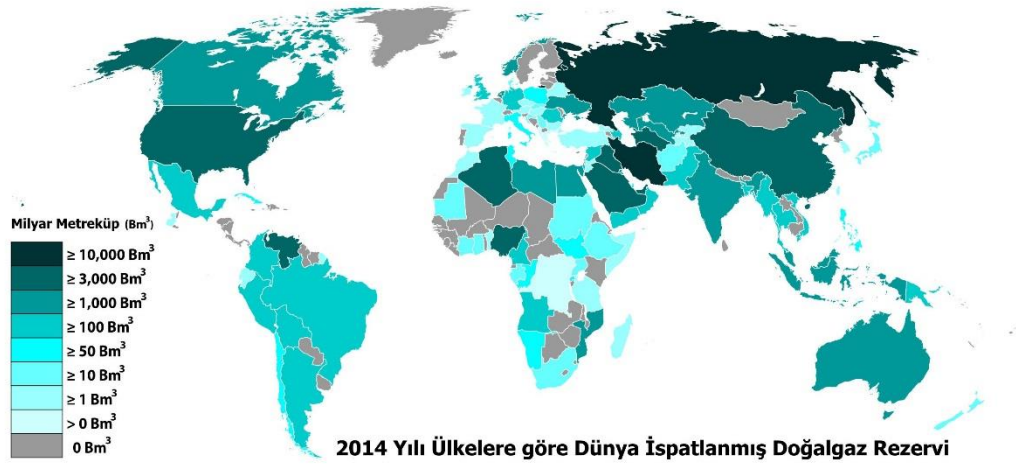 Milyar Metreküp (Bm³)
≥ 10,000 Bm³
≥ 3,000 Bm³
≥ 1,000 Bm³
≥ 100 Bm³
≥ 50 Bm³
≥ 10 Bm³
≥ 1 Bm³
> 0 Bm³
0 Bm³
2014 Yılı Ülkelere göre Dünya İspatlanmış Doğalgaz Rezervi